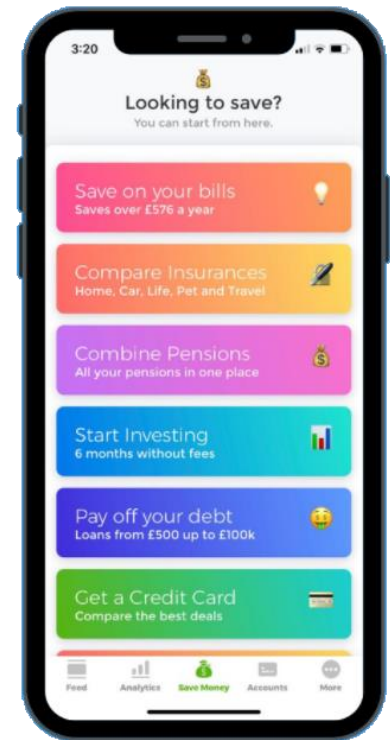 3:20
Looking to save?
You can start from here.
Save on your bills
Saves over £576 a year
Compare Insurances
Home, Car, Life, Pet and Travel
Combine Pensions
All your pensions in one place
Start Investing
6 months without fees
Pay off your debt
Loans from £500 up to £100k
Get a Credit Card
Compare the best deals
Feed Analytics Save Money Accounts More